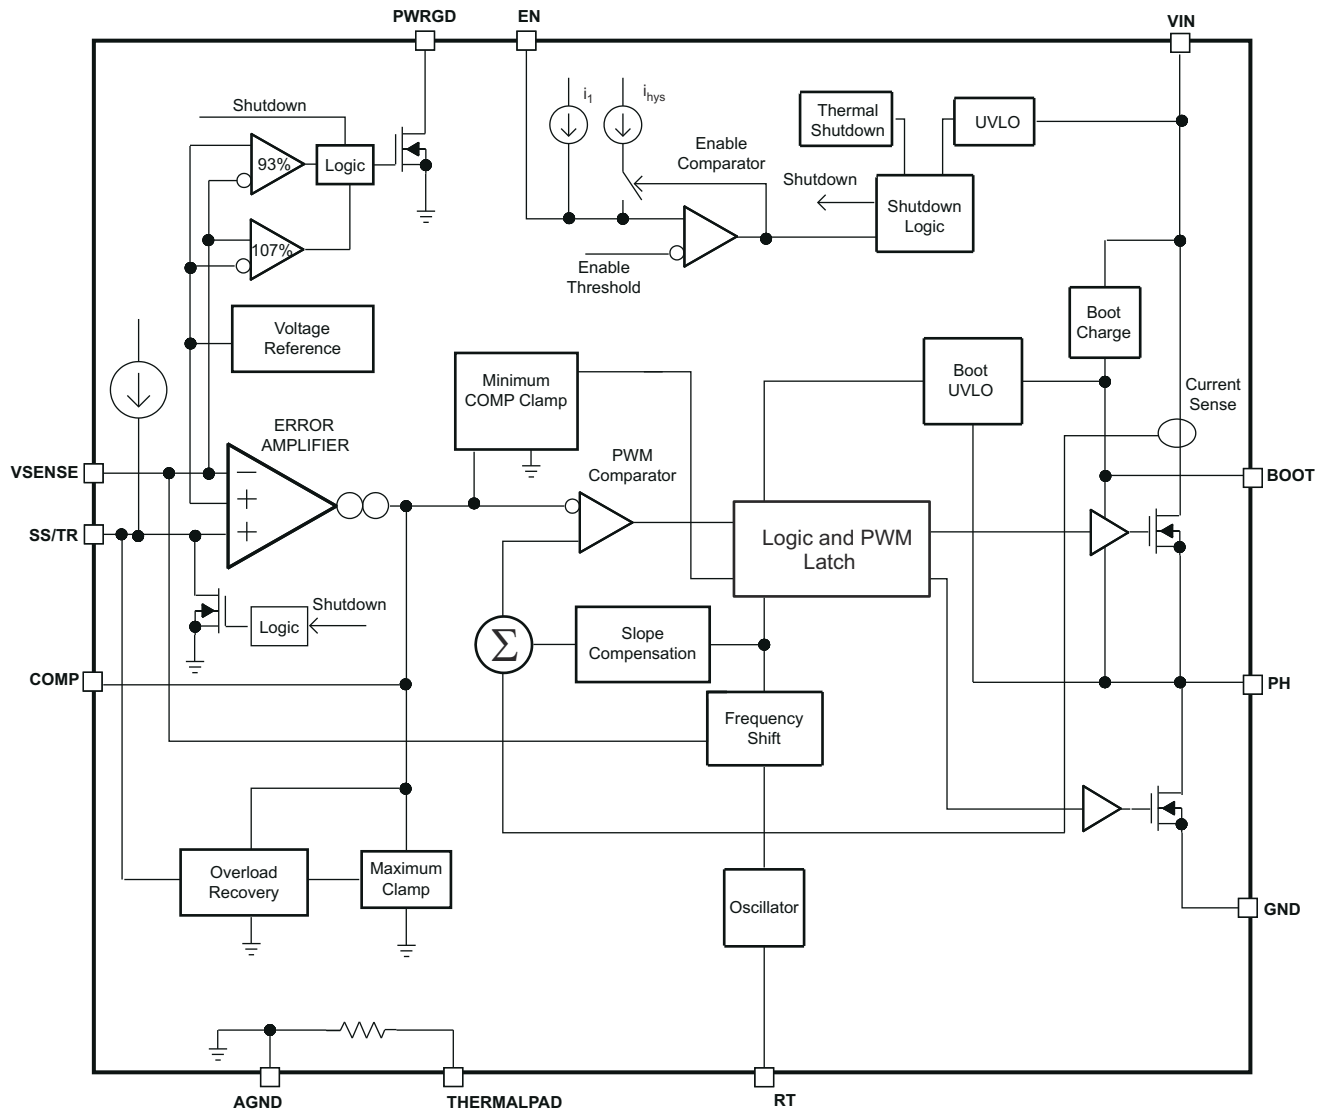 PWRGD
EN
VIN
Shutdown
93%
Logic
107%
i1
ihys
Enable
Comparator
Thermal
Shutdown
UVLO
Shutdown
Shutdown
Logic
Enable
Threshold
Voltage
Reference
Boot
Charge
Minimum
COMP Clamp
Boot
UVLO
Current
Sense
ERROR
AMPLIFIER
PWM
Comparator
VSENSE
BOOT
SS/TR
−
+
+
Logic and PWM
Latch
Logic
Shutdown
Σ
Slope
Compensation
COMP
PH
Frequency
Shift
Overload
Recovery
Maximum
Clamp
Oscillator
GND
AGND
THERMALPAD
RT